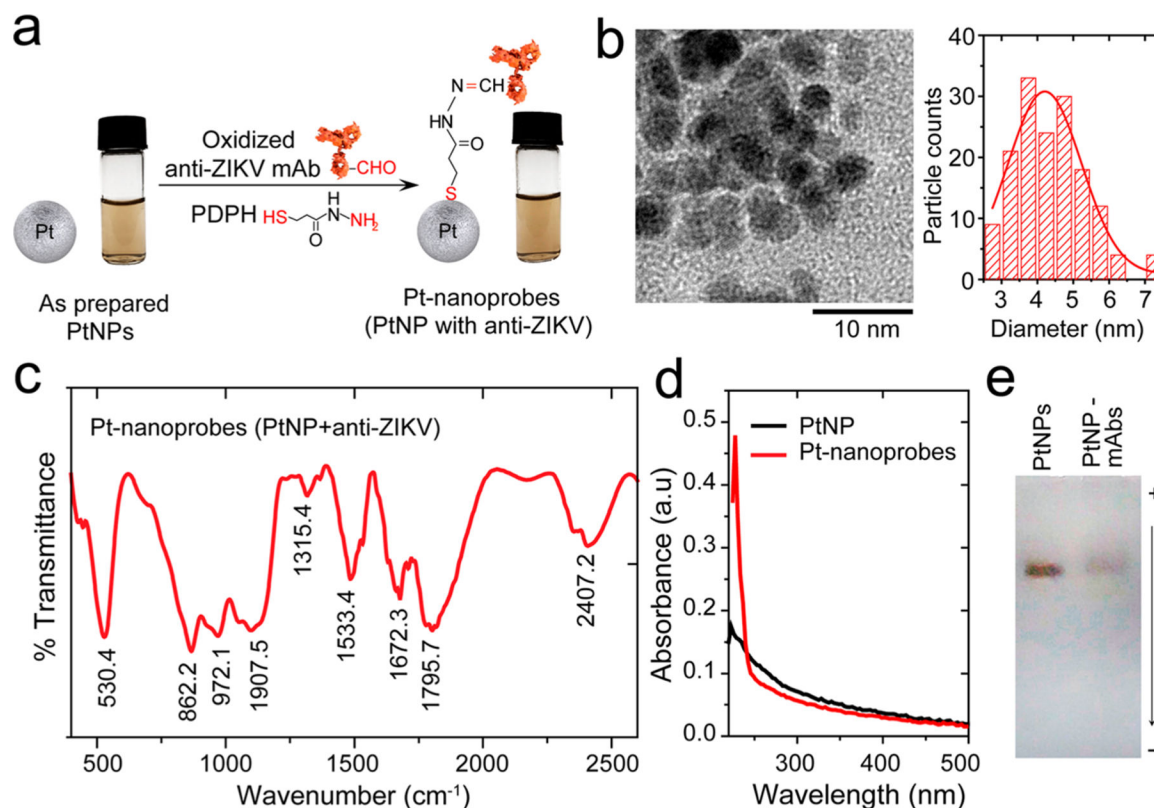 a
Oxidized
anti-ZIKV mAb
CHO
PDPH
HS
O
N
H
NH2
Pt
As prepared
PtNPs
N=CH
HN
O
S
Pt
Pt-nanoprobes
(PtNP with anti-ZIKV)
b
10 nm
Particle counts
40
30
20
10
0
3 4 5 6 7
Diameter (nm)
c
Pt-nanoprobes (PtNP+anti-ZIKV)
% Transmittance
530.4
862.2
972.1
1907.5
1315.4
1533.4
1672.3
1795.7
2407.2
500 1000 1500 2000 2500
Wavenumber (cm-1)
d
PtNP
Pt-nanoprobes
Absorbance (a.u)
0.5
0.4
0.3
0.2
0.1
0.0
300 400 500
Wavelength (nm)
e
PtNPs
PtNP-
mAbs
+
-